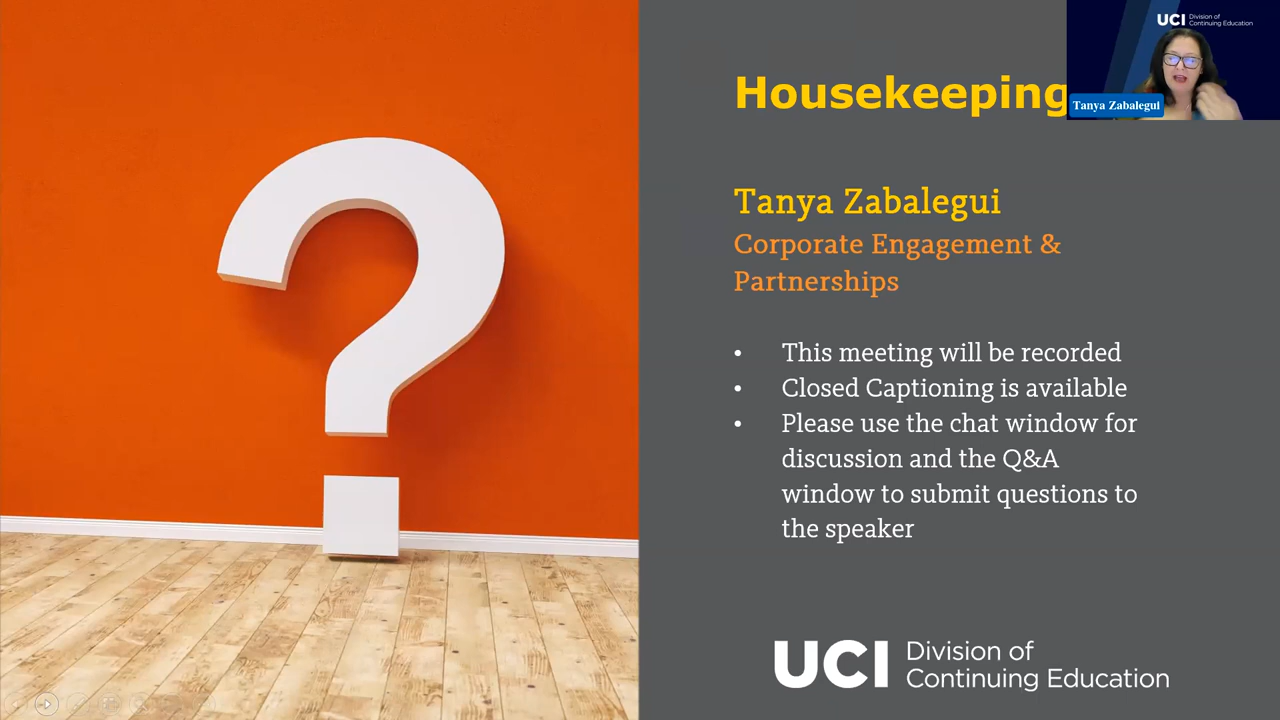 UCI Division of
Continuing Education
Tanya Zabalegui
Housekeeping
Tanya Zabalegui
Corporate Engagement &
Partnerships
• This meeting will be recorded
• Closed Captioning is available
• Please use the chat window for
discussion and the Q&A
window to submit questions to
the speaker
UCI Division of
Continuing Education